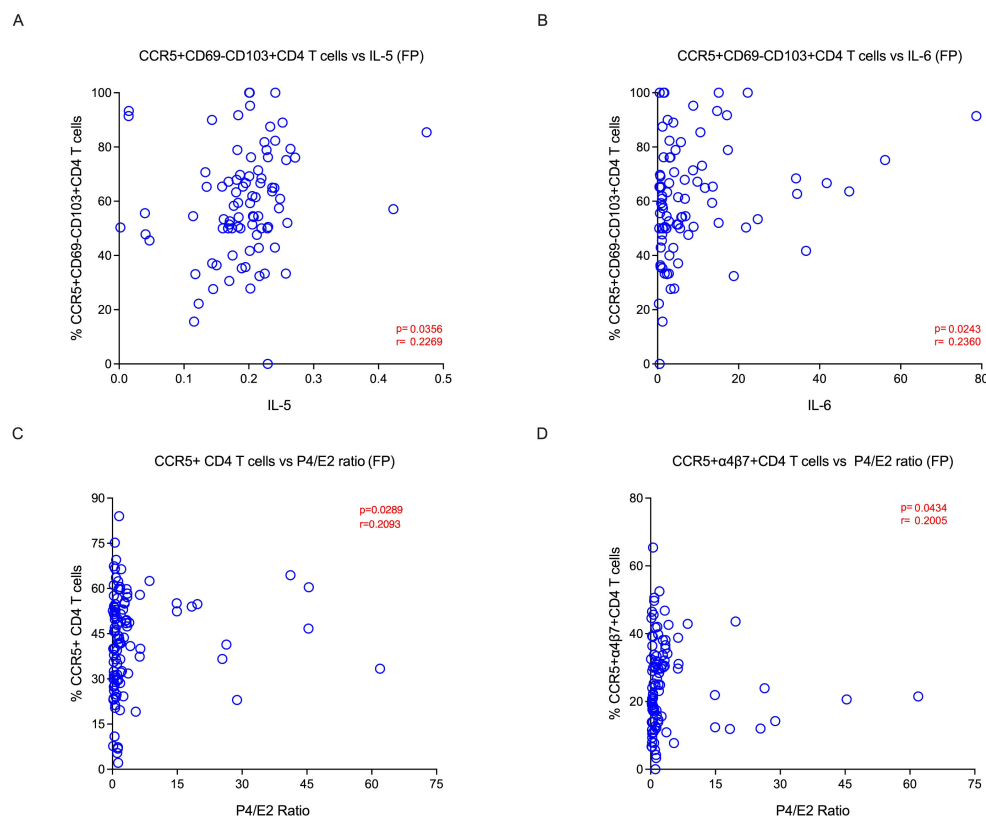 A
CCR5+CD69-CD103+CD4 T cells vs IL-5 (FP)
% CCR5+CD69-CD103+CD4 T cells
100
80
60
40
20
0
p= 0.0356
r= 0.2269
0.0 0.1 0.2 0.3 0.4 0.5
IL-5
B
CCR5+CD69-CD103+CD4 T cells vs IL-6 (FP)
% CCR5+CD69-CD103+CD4 T cells
100
80
60
40
20
0
p= 0.0243
r= 0.2360
0 20 40 60 80
IL-6
C
CCR5+ CD4 T cells vs P4/E2 ratio (FP)
% CCR5+ CD4 T cells
90
75
60
45
30
15
0
p=0.0289
r=0.2093
0 15 30 45 60 75
P4/E2 Ratio
D
CCR5+α4β7+CD4 T cells vs P4/E2 ratio (FP)
% CCR5+α4β7+CD4 T cells
80
60
40
20
0
p= 0.0434
r= 0.2005
0 15 30 45 60 75
P4/E2 Ratio